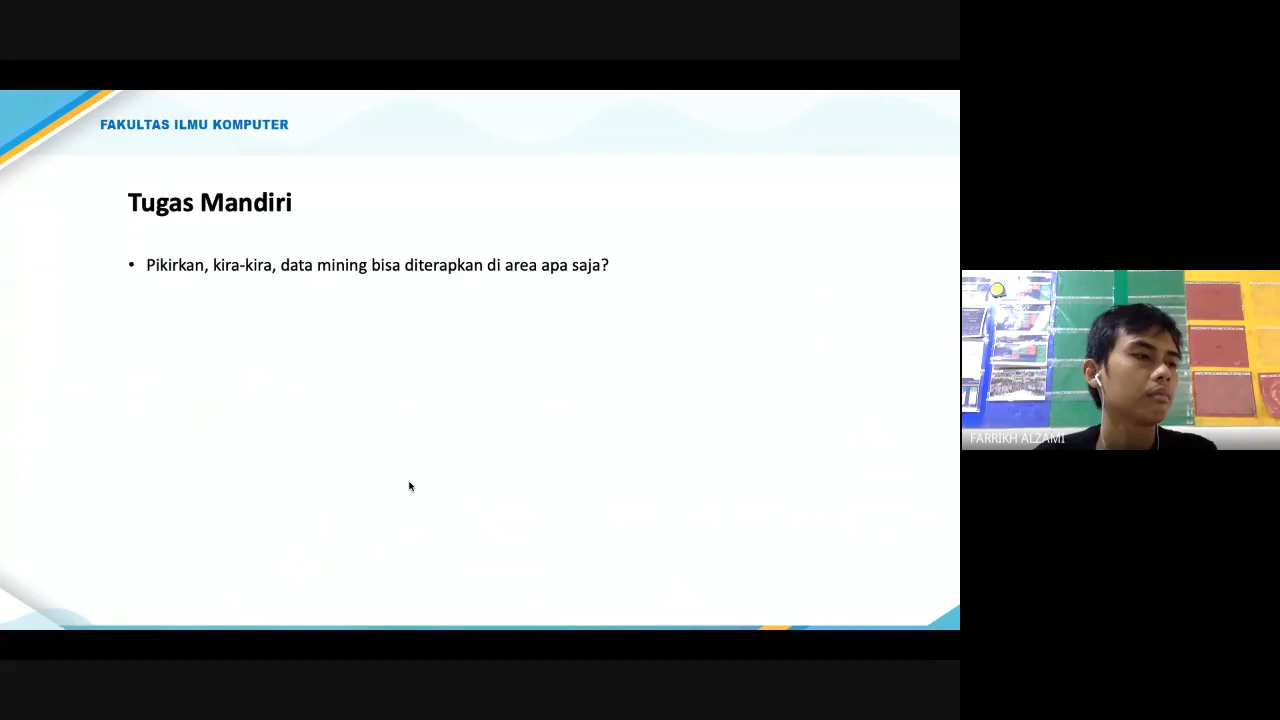 FAKULTAS ILMU KOMPUTER
Tugas Mandiri
• Pikirkan, kira-kira, data mining bisa diterapkan di area apa saja?
FARRIKH ALZAMI